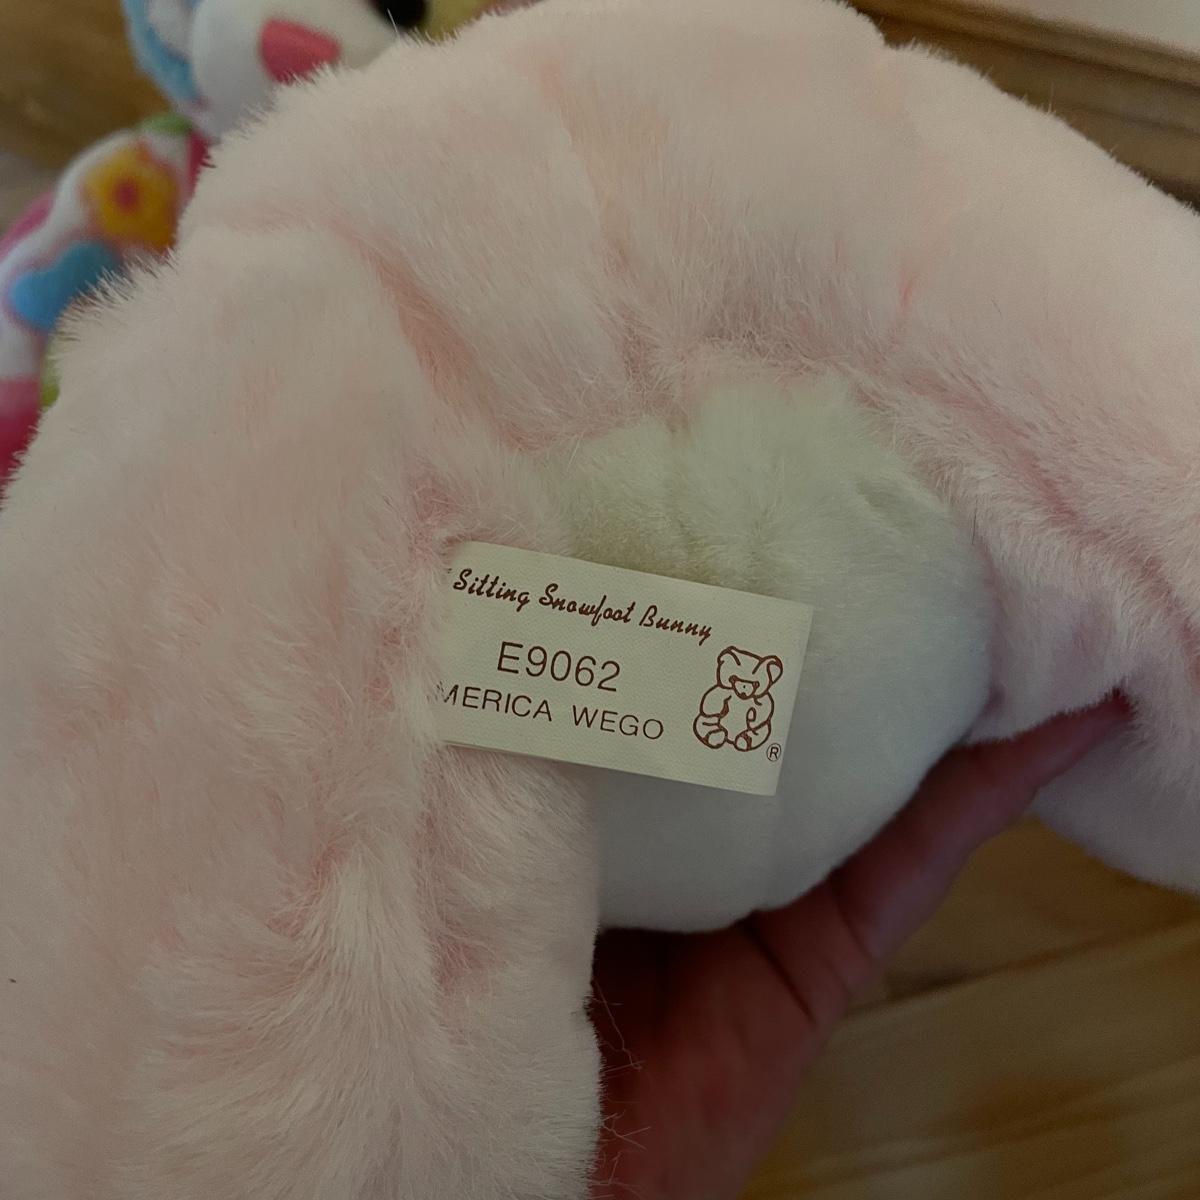 Sitting Snowfoot Bunny
E9062
MERICA WEGO
®